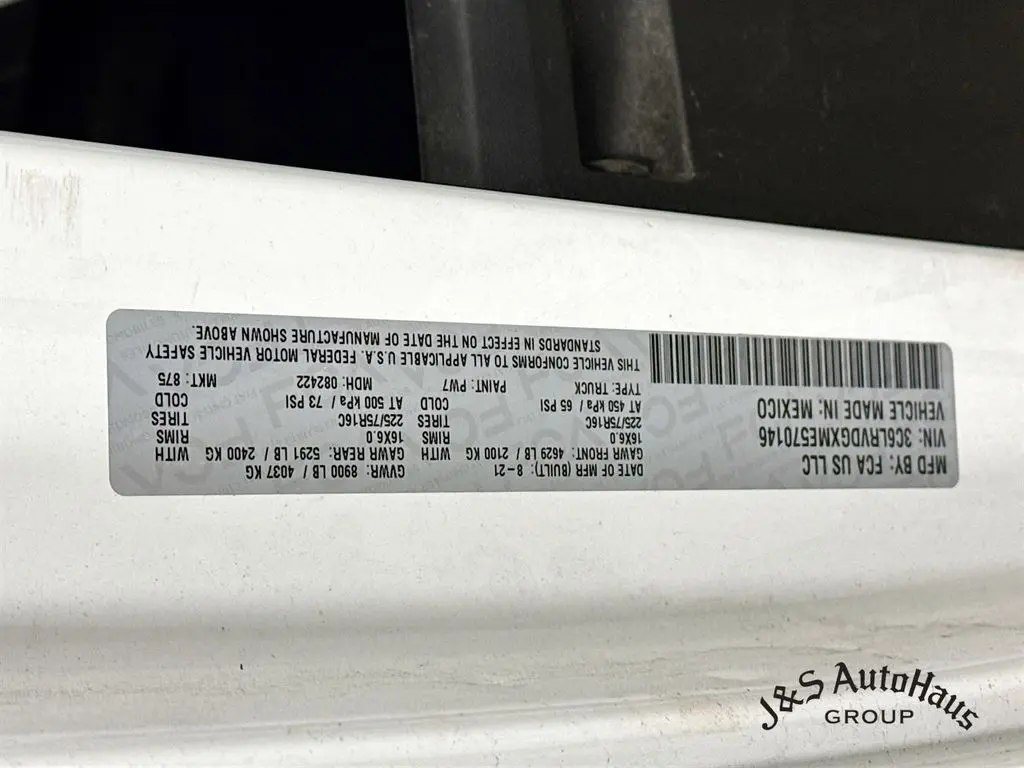 MFD BY: FCA US LLC
VIN: 3C6LRVDGXME570146
VEHICLE MADE IN: MEXICO
DATE OF MFR (BUILT): 8-21 GVWR: 8900 LB / 4037 KG
GAWR FRONT: 4629 LB / 2100 KG WITH GAWR REAR: 5291 LB / 2400 KG WITH
16X6.0 RIMS 16X6.0 RIMS
225/75R16C TIRES 225/75R16C TIRES
AT 450 kPa / 65 PSI COLD AT 500 kPa / 73 PSI COLD
TYPE: TRUCK PAINT: PW7 MDH: 082422 MKT: 875
THIS VEHICLE CONFORMS TO ALL APPLICABLE U.S.A. FEDERAL MOTOR VEHICLE SAFETY
STANDARDS IN EFFECT ON THE DATE OF MANUFACTURE SHOWN ABOVE.
J&S AutoHaus
GROUP